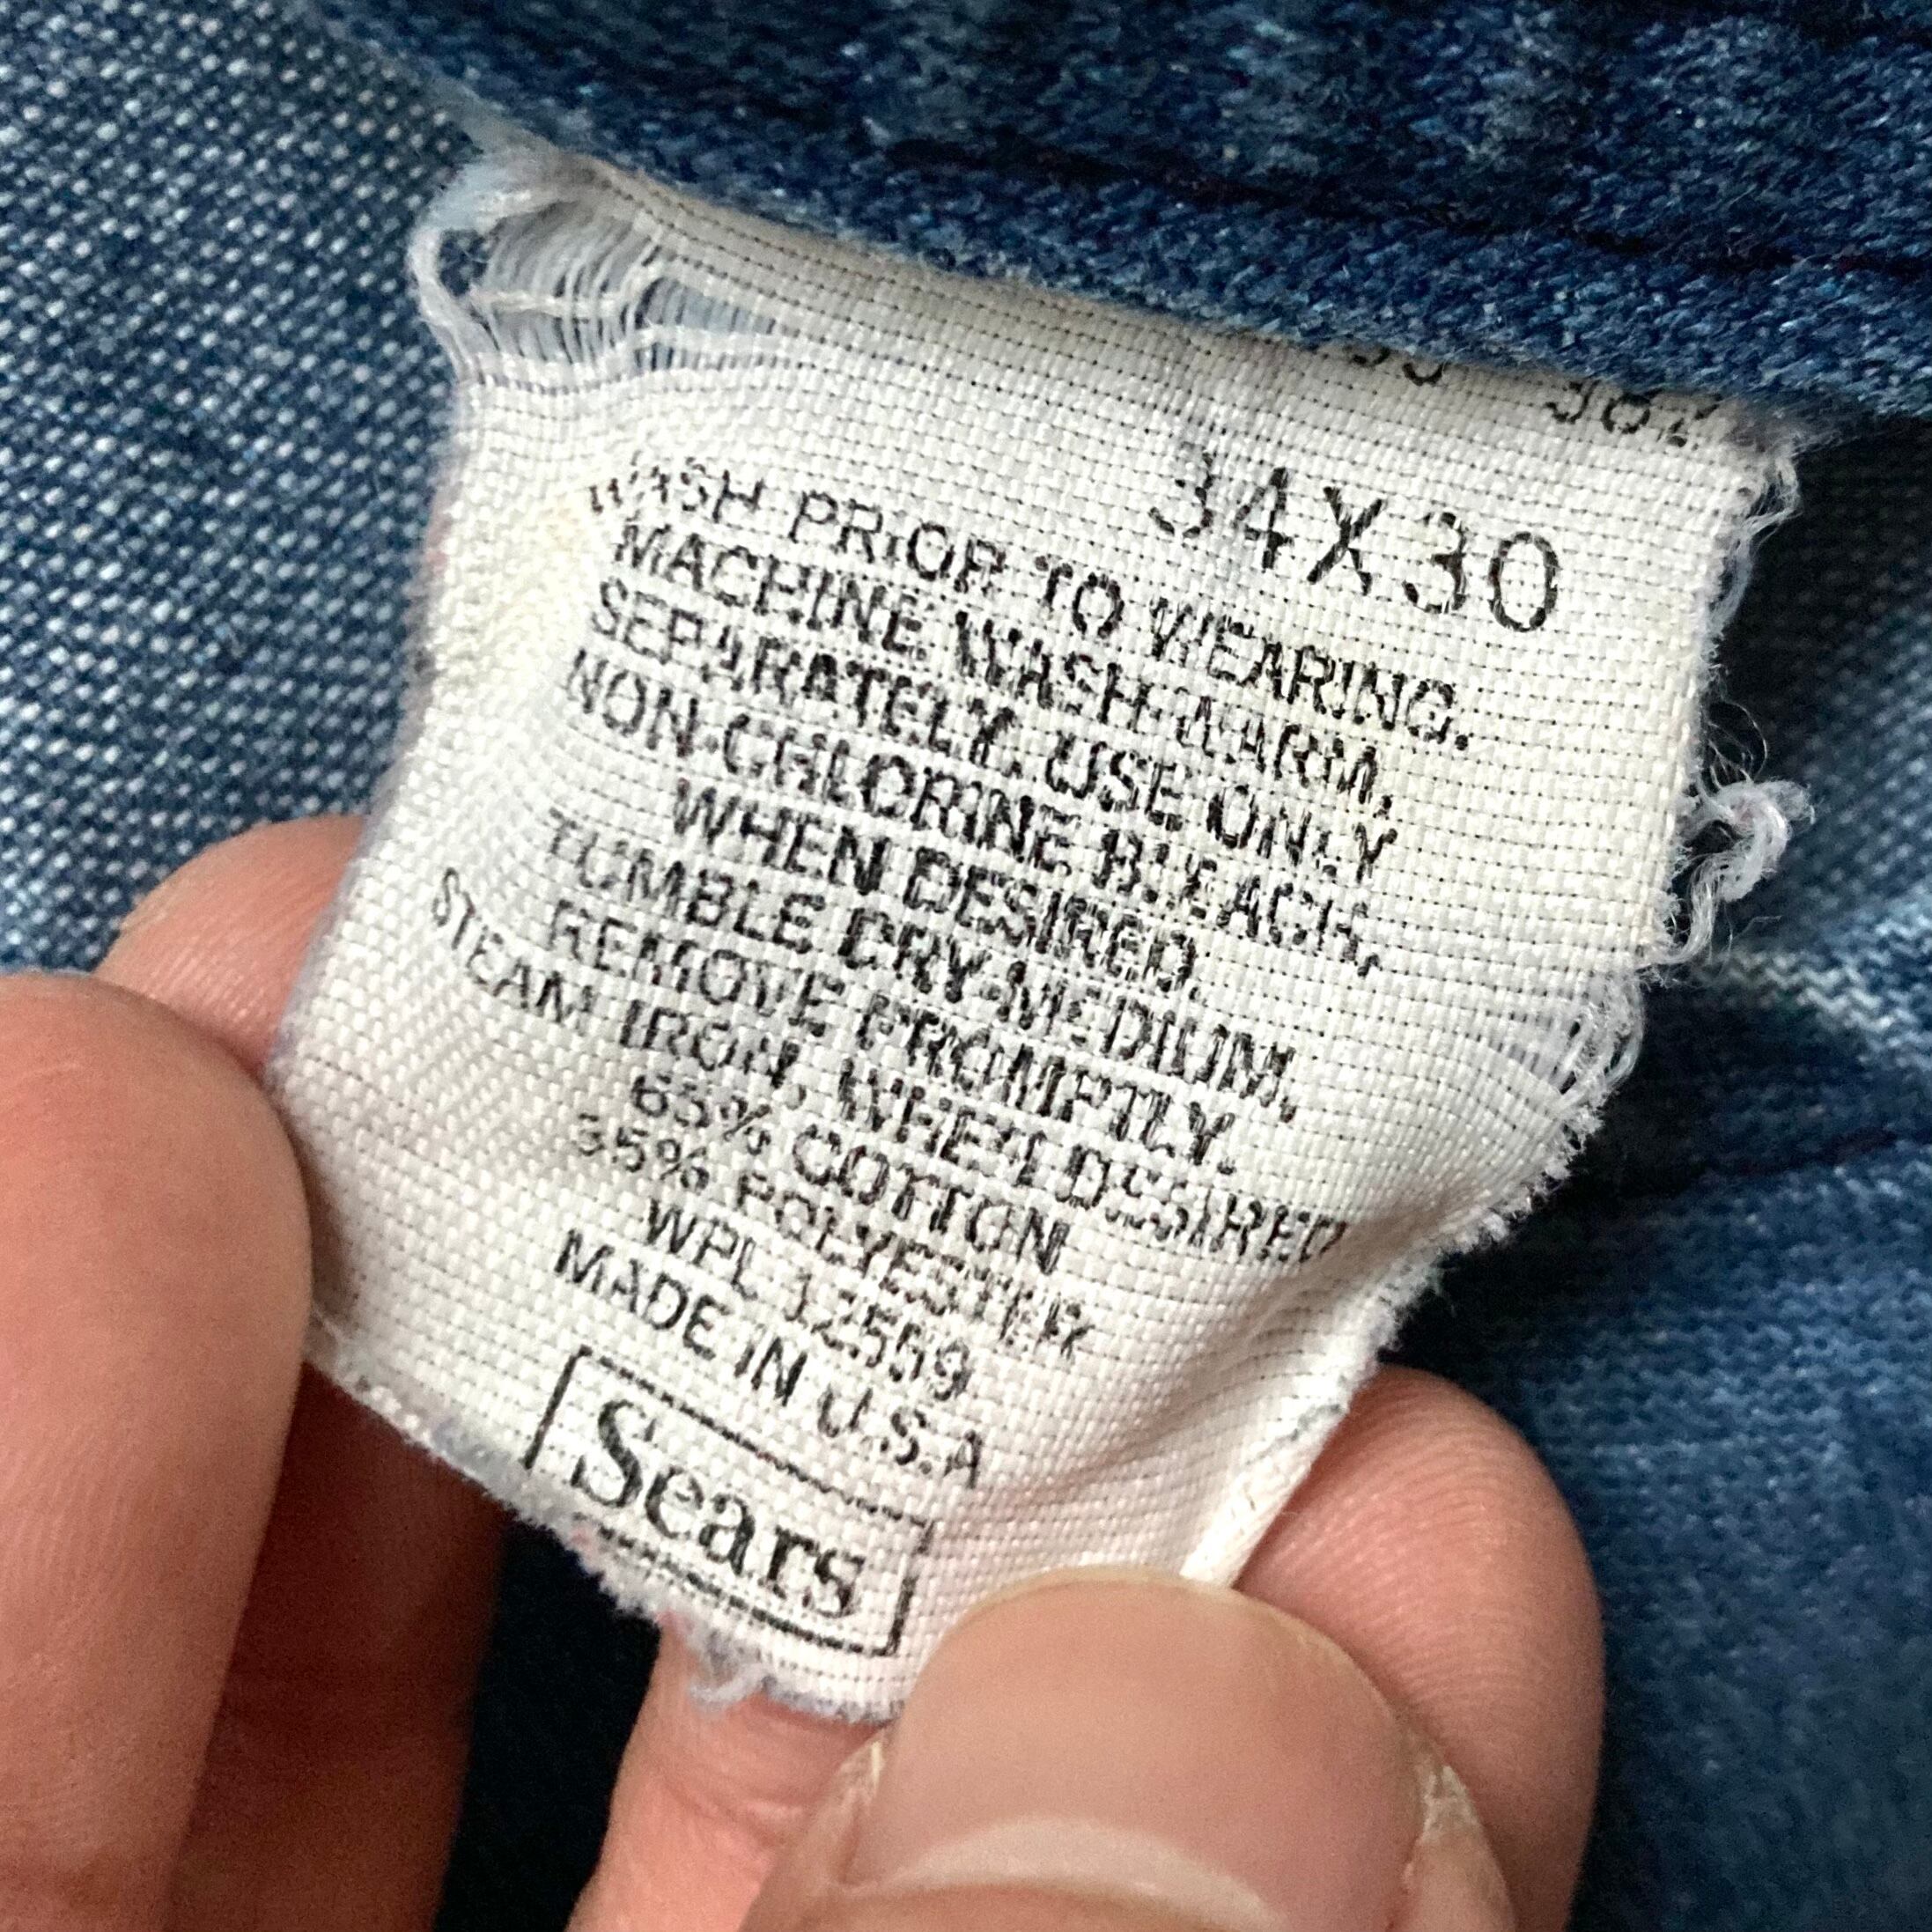 34X30
WASH PRIOR TO WEARING.
MACHINE WASH WARM,
SEPARATELY. USE ONLY
NON-CHLORINE BLEACH,
WHEN DESIRED.
TUMBLE DRY-MEDIUM.
REMOVE PROMPTLY.
STEAM IRON, WHEN DESIRED
65% COTTON
35% POLYESTER
WPL 12559
MADE IN U.S.A
Sears